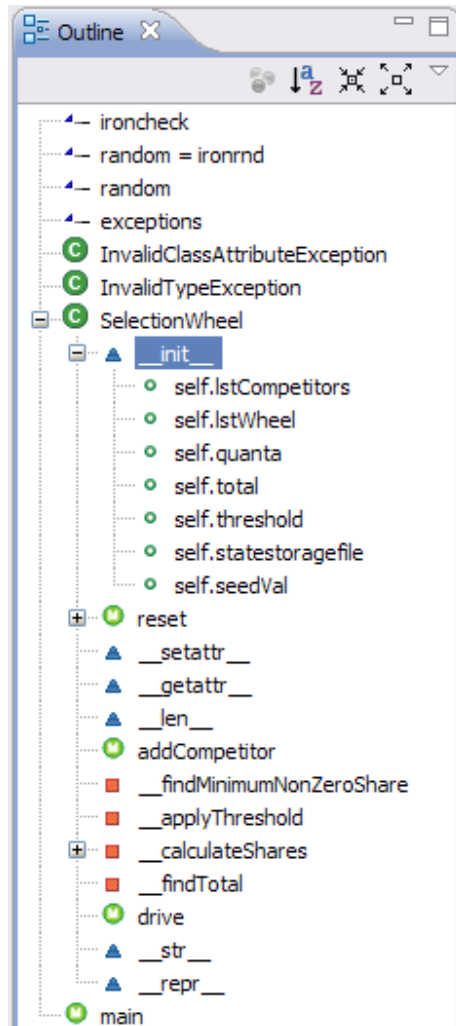 Outline
a
z
ironcheck
random = ironrnd
random
exceptions
C InvalidClassAttributeException
C InvalidTypeException
C SelectionWheel
__init__
self.lstCompetitors
self.lstWheel
self.quanta
self.total
self.threshold
self.statestoragefile
self.seedVal
M reset
__setattr__
__getattr__
__len__
M addCompetitor
__findMinimumNonZeroShare
__applyThreshold
__calculateShares
__findTotal
M drive
__str__
__repr__
M main